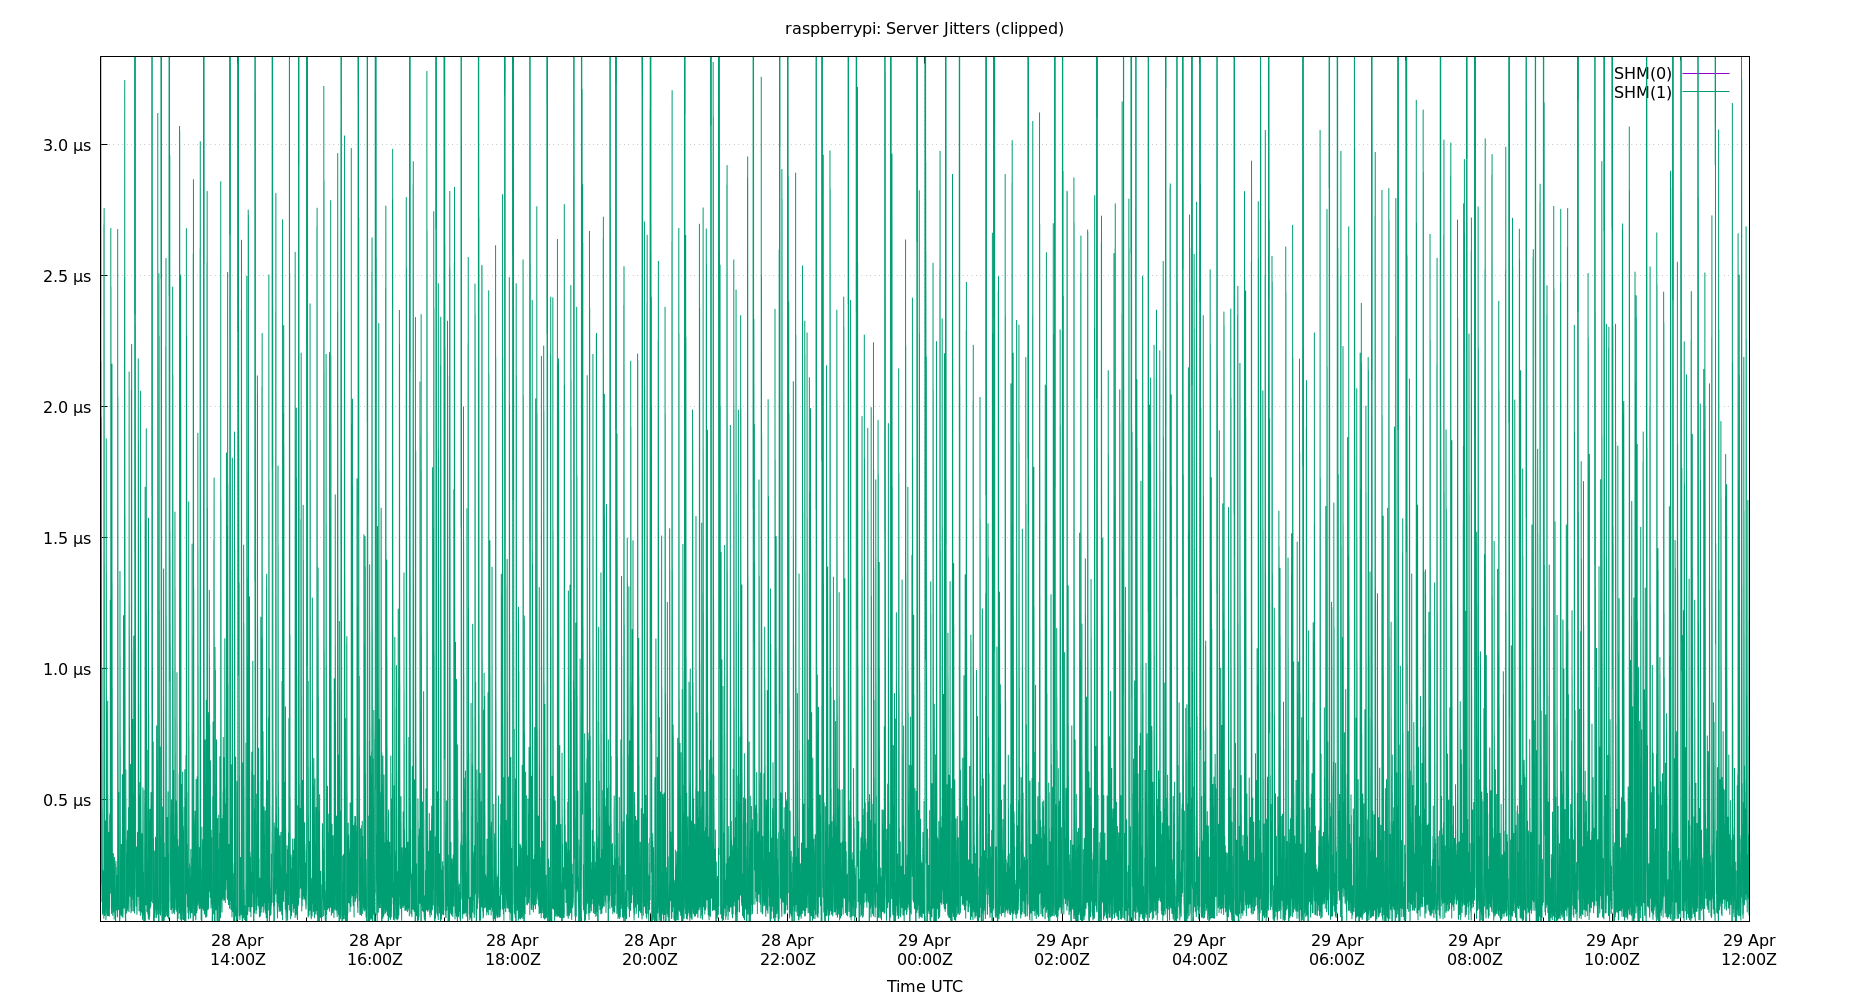 raspberrypi: Server Jitters (clipped)
SHM(0)
SHM(1)
3.0 µs
2.5 µs
2.0 µs
1.5 µs
1.0 µs
0.5 µs
28 Apr 28 Apr 28 Apr 28 Apr 28 Apr 29 Apr 29 Apr 29 Apr 29 Apr 29 Apr 29 Apr 29 Apr
14:00Z 16:00Z 18:00Z 20:00Z 22:00Z 00:00Z 02:00Z 04:00Z 06:00Z 08:00Z 10:00Z 12:00Z
Time UTC